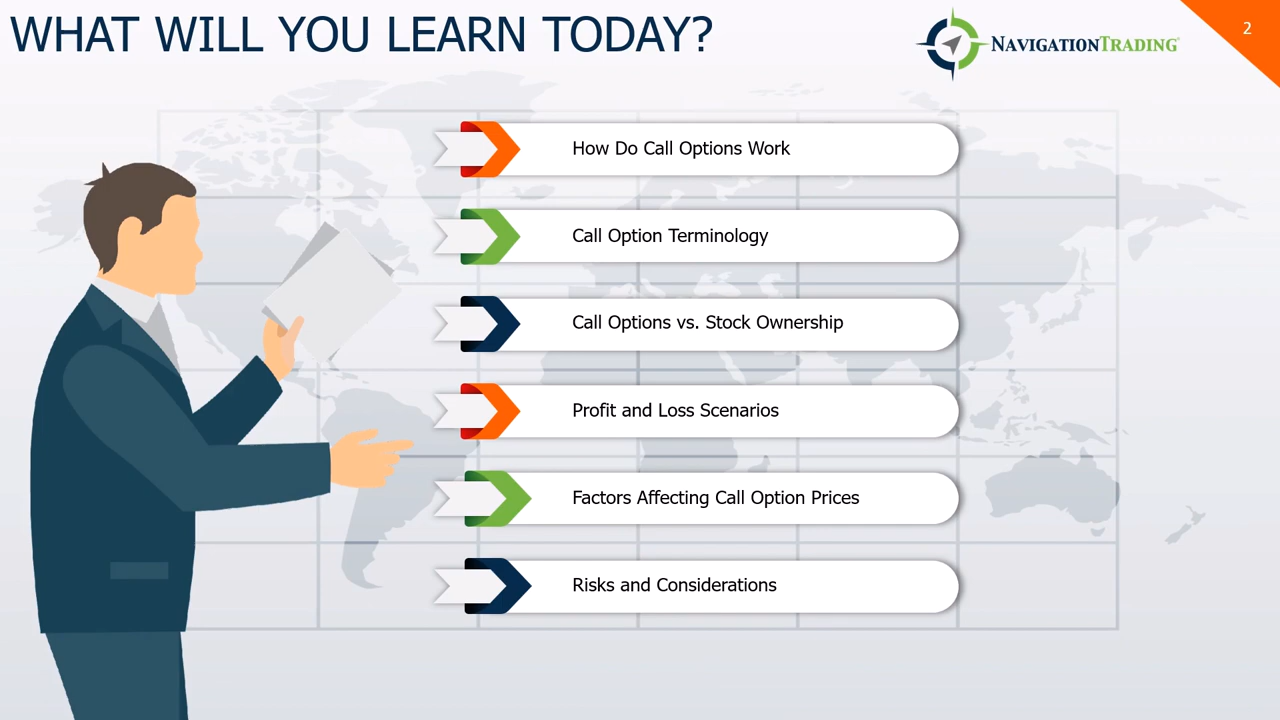 WHAT WILL YOU LEARN TODAY?
NAVIGATIONTRADING®
2
How Do Call Options Work
Call Option Terminology
Call Options vs. Stock Ownership
Profit and Loss Scenarios
Factors Affecting Call Option Prices
Risks and Considerations